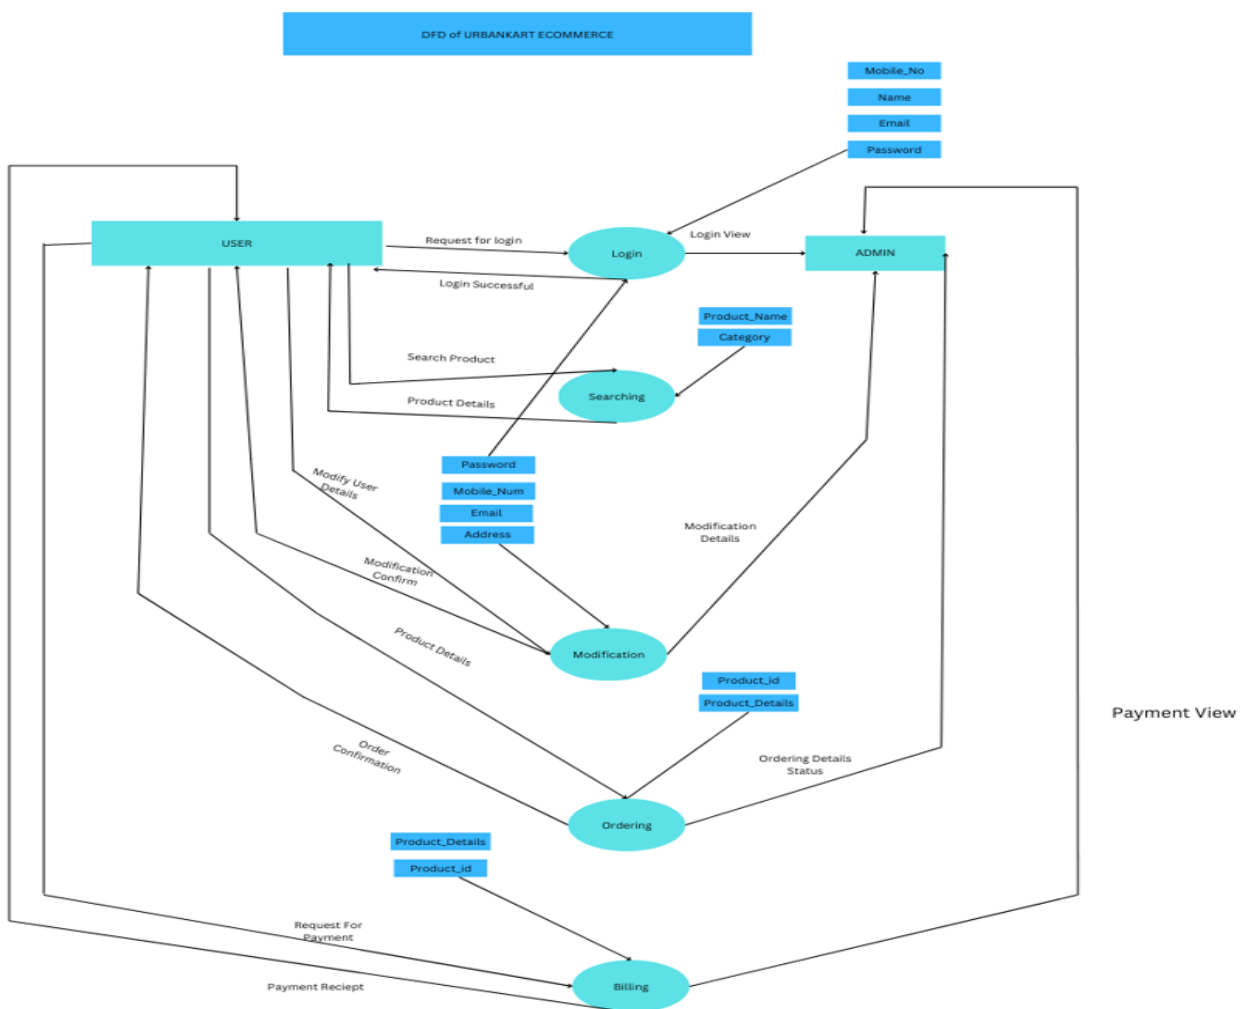 DFD of URBANKART ECOMMERCE
Mobile_No
Name
Email
Password
USER
Request for login
Login
Login View
ADMIN
Login Successful
Product_Name
Category
Search Product
Searching
Product Details
Password
Mobile_Num
Email
Address
Modify User
Details
Modification
Details
Modification
Confirm
Product Details
Modification
Product_id
Product_Details
Payment View
Order
Confirmation
Ordering Details
Status
Ordering
Product_Details
Product_id
Request For
Payment
Payment Reciept
Billing